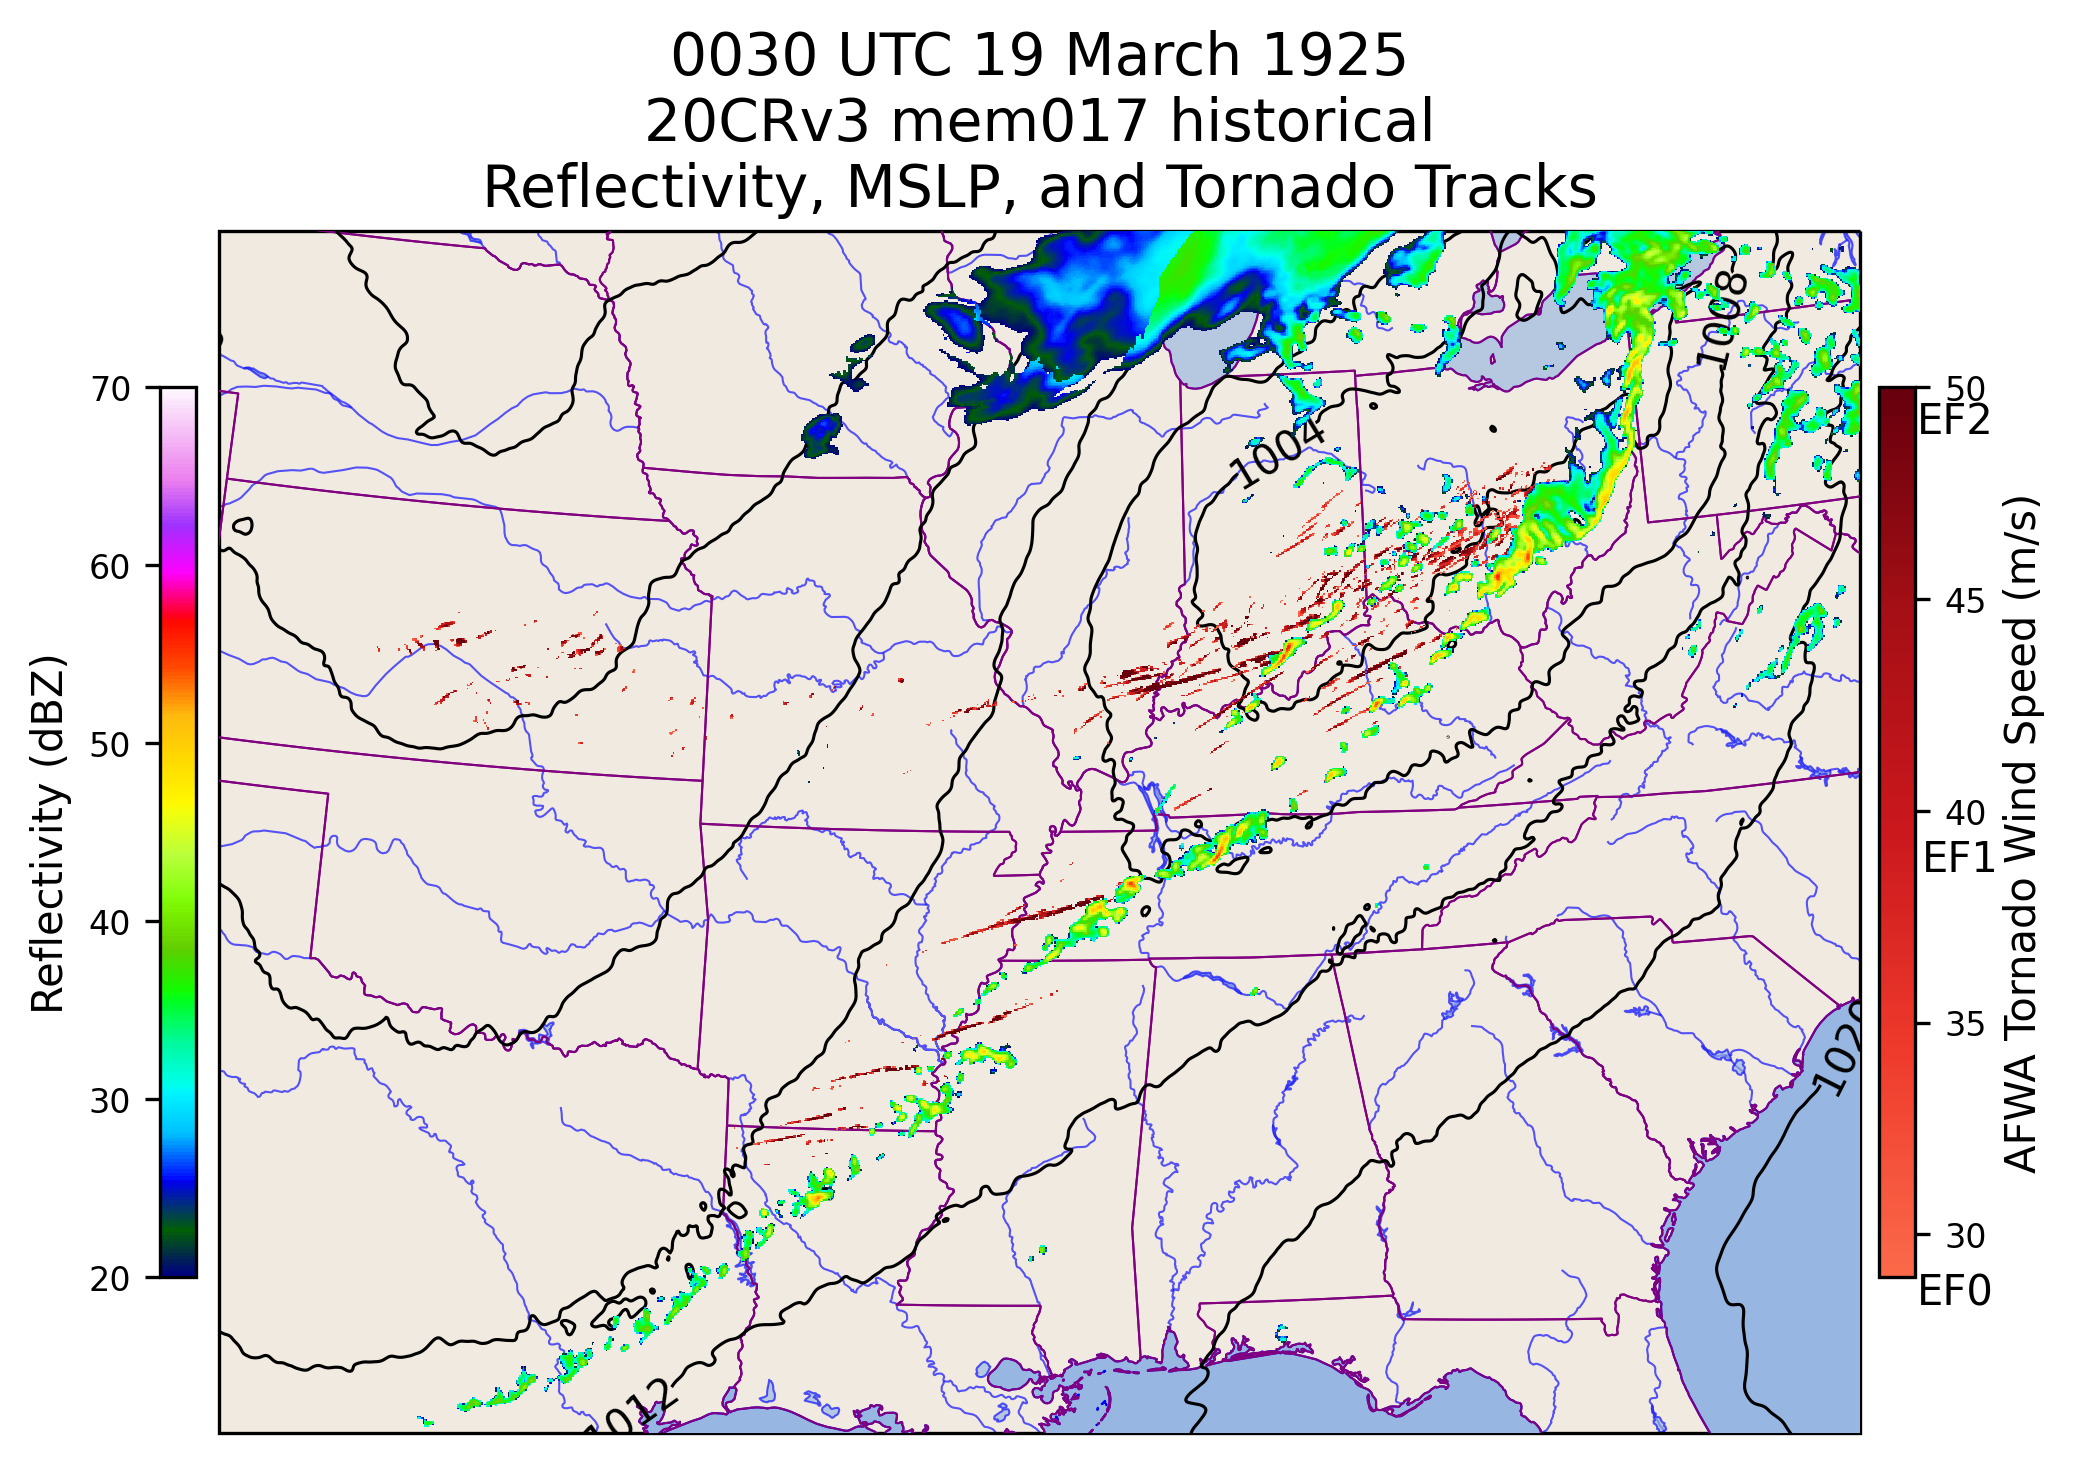 0030 UTC 19 March 1925
20CRv3 mem017 historical
Reflectivity, MSLP, and Tornado Tracks
Reflectivity (dBZ)
70
60
50
40
30
20
1008
1004
1020
1012
50
EF2
45
40
EF1
35
30
EF0
AFWA Tornado Wind Speed (m/s)